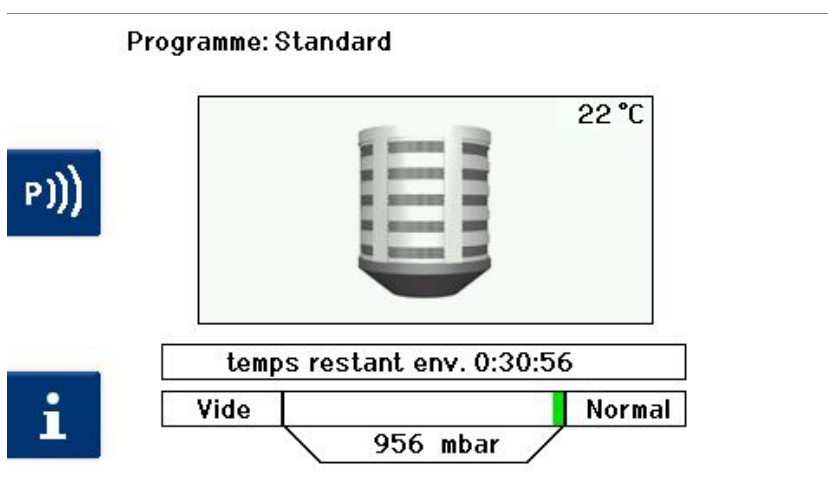 Programme: Standard
22 °C
P)))
temps restant env. 0:30:56
i
Vide
Normal
956 mbar